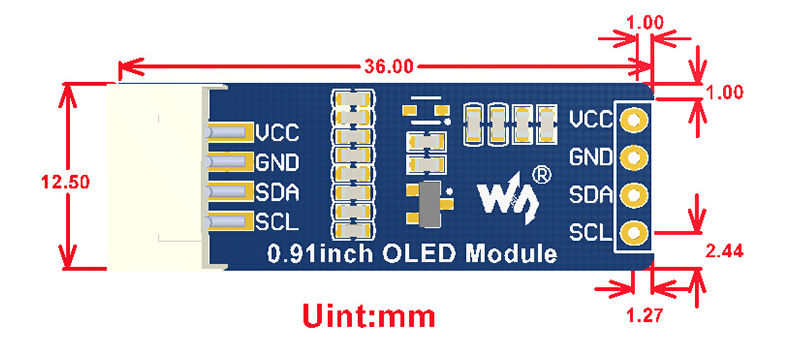 1.00
36.00
1.00
VCC
GND
SDA
SCL
VCC
GND
SDA
SCL
®
12.50
0.91inch OLED Module
2.44
1.27
Uint:mm